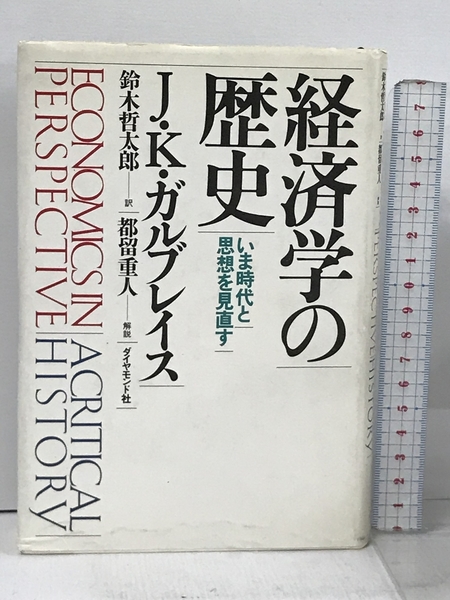 経済学の
歴史
いま時代と
思想を見直す
J・K・ガルブレイス
鈴木哲太郎
訳
都留重人
解説
ダイヤモンド社
ECONOMICS IN
PERSPECTIVE
A CRITICAL
HISTORY